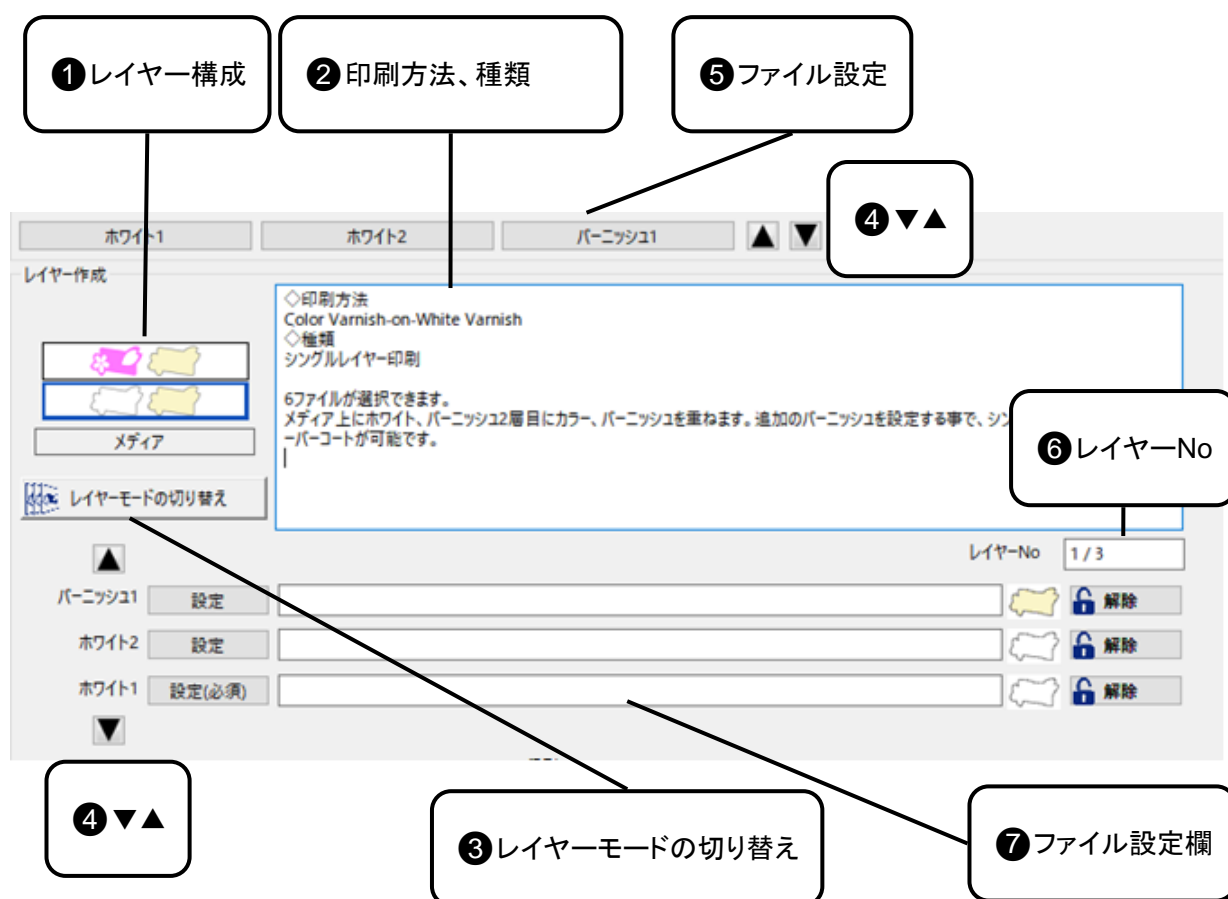 ❶レイヤー構成
❷印刷方法、種類
❺ファイル設定
❹▼▲
ホワイト1
ホワイト2
バーニッシュ1
▲
▼
レイヤー作成
◇印刷方法
Color Varnish-on-White Varnish
◇種類
シングルレイヤー印刷
6ファイルが選択できます。
メディア上にホワイト、バーニッシュ2層目にカラー、バーニッシュを重ねます。追加のバーニッシュを設定する事で、シン
ーバーコートが可能です。
メディア
❻レイヤーNo
レイヤーモードの切り替え
レイヤーNo
1 / 3
▲
バーニッシュ1
設定
解除
ホワイト2
設定
解除
ホワイト1
設定(必須)
解除
▼
❹▼▲
❸レイヤーモードの切り替え
❼ファイル設定欄